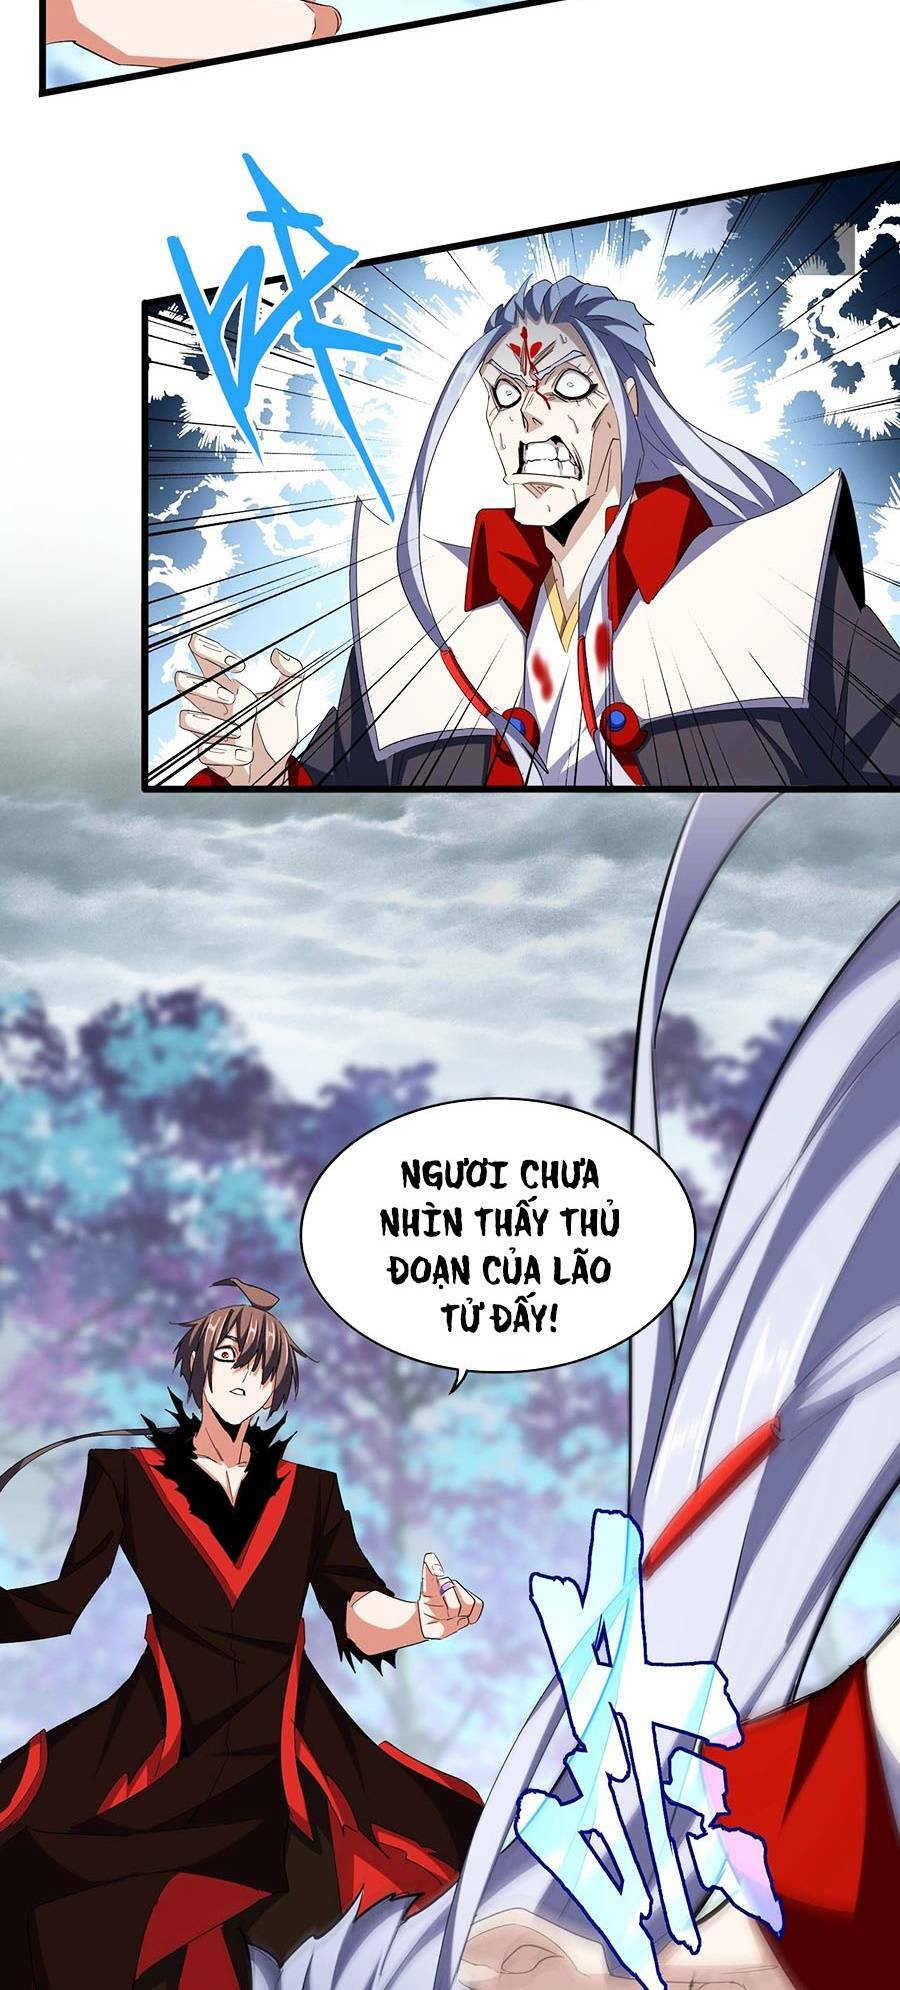 NGƯƠI CHƯA
NHÌN THẤY THỦ
ĐOẠN CỦA LÃO
TỬ ĐẤY!